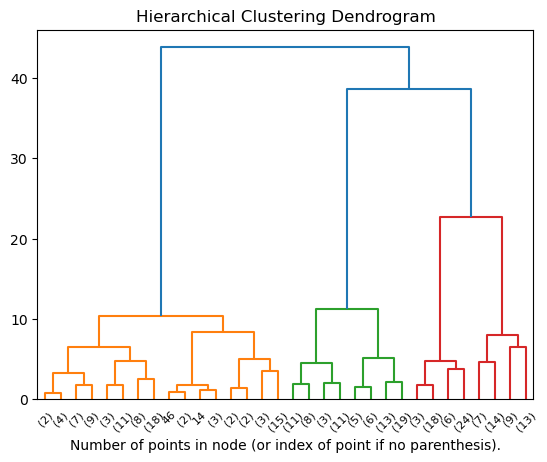 Hierarchical Clustering Dendrogram
40
30
20
10
0
(2) (4) (7) (9) (3) (11) (8) (18) 46 (2) 14 (3) (2) (2) (3) (15) (11) (8) (3) (11) (5) (6) (13) (19) (3) (18) (6) (24) (7) (14) (9) (13)
Number of points in node (or index of point if no parenthesis).